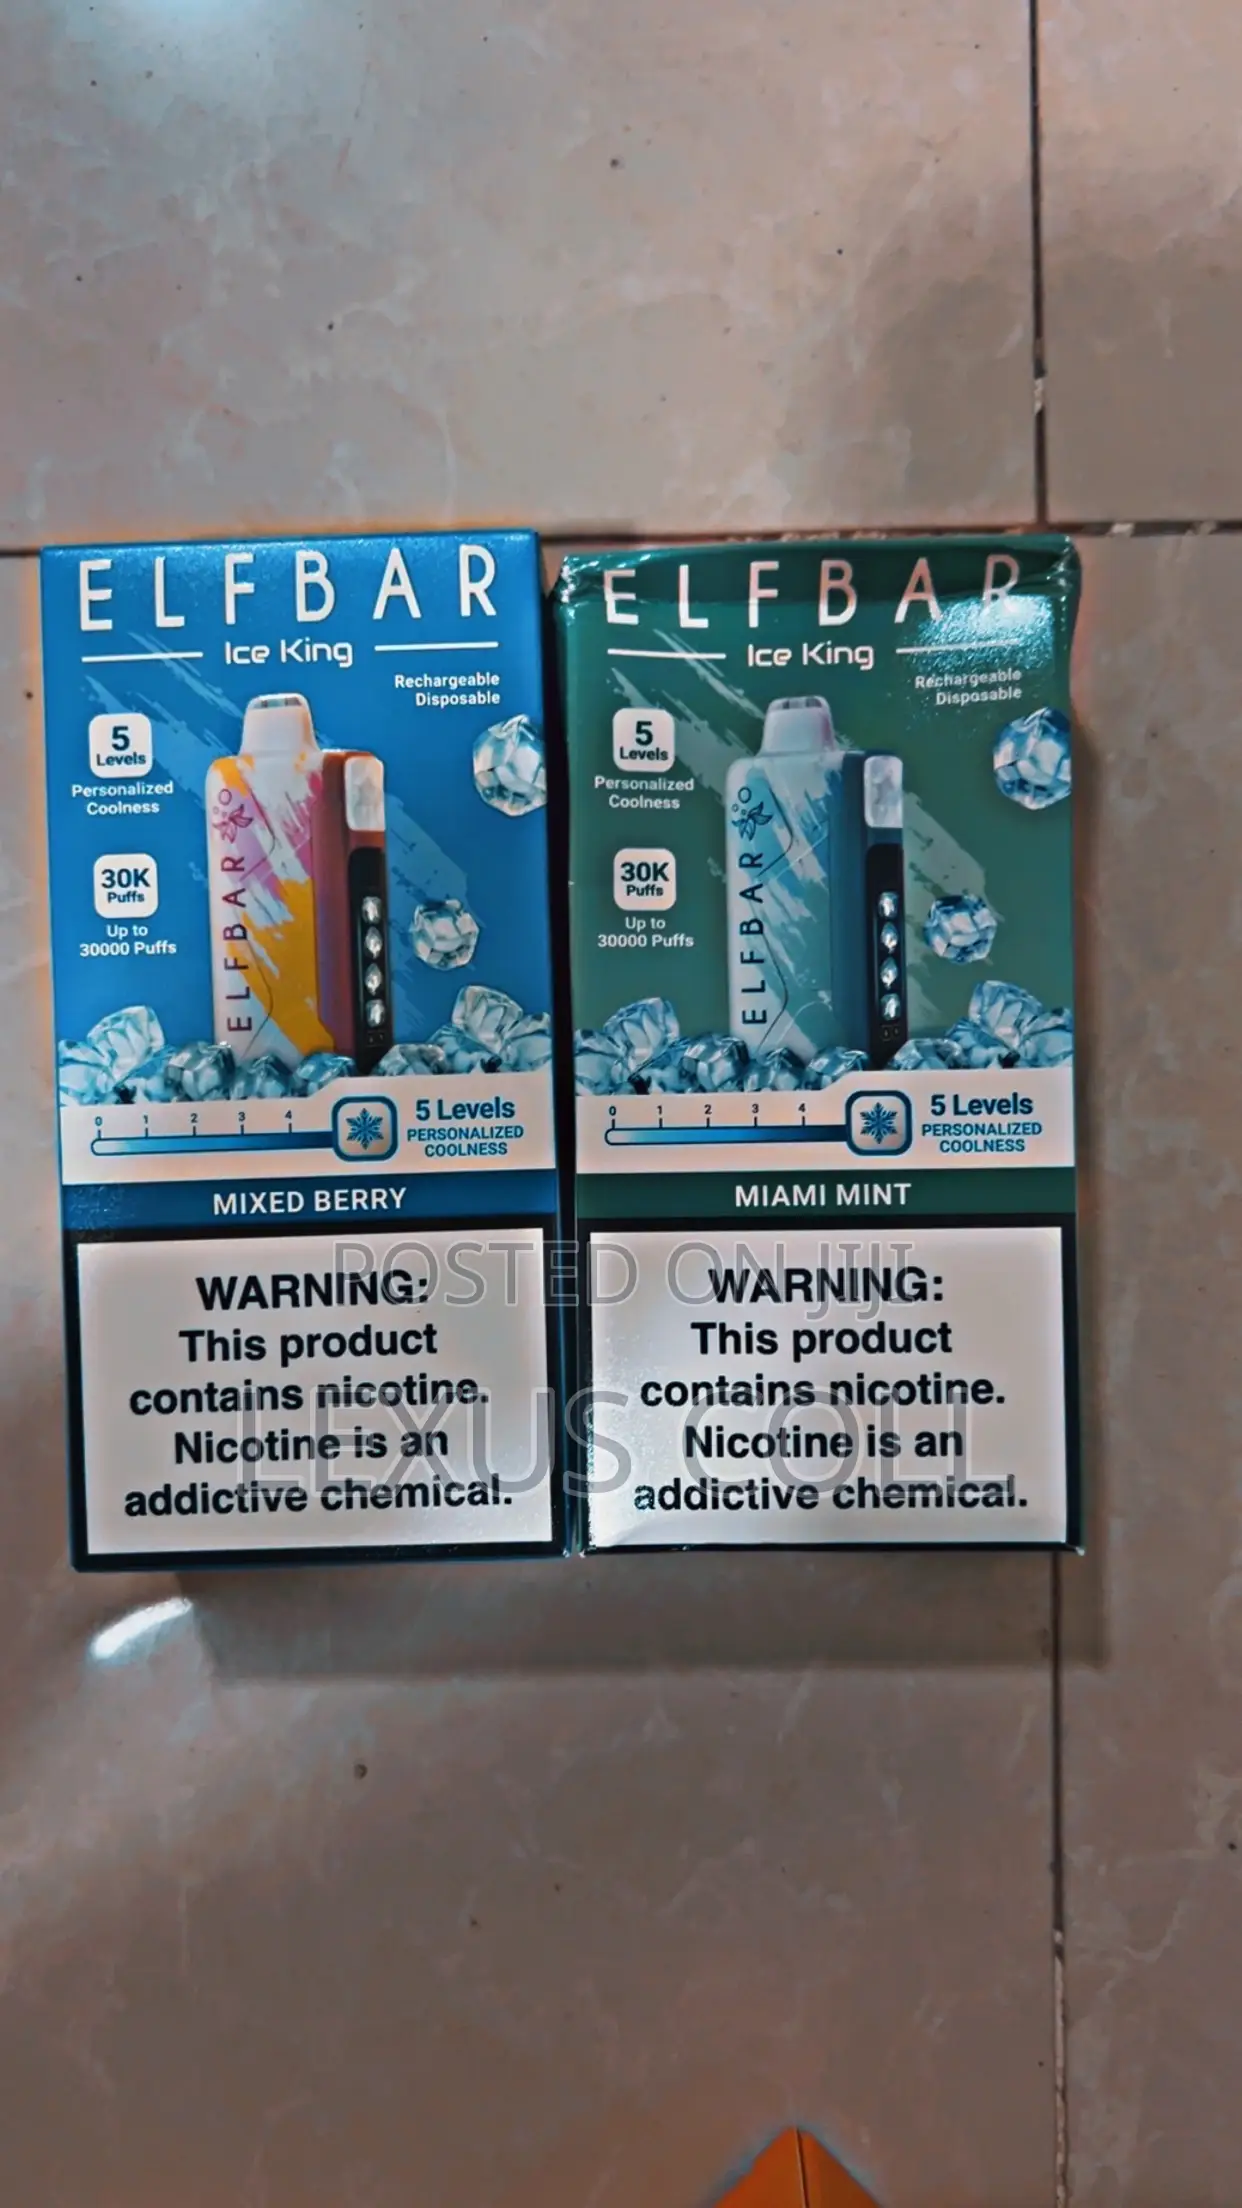 ELFBAR
Ice King
Rechargeable
Disposable
5
Levels
Personalized
Coolness
30K
Puffs
Up to
30000 Puffs
ELFBAR
0 1 2 3 4
5 Levels
PERSONALIZED
COOLNESS
MIXED BERRY
WARNING:
This product
contains nicotine.
Nicotine is an
addictive chemical.
ELFBAR
Ice King
Rechargeable
Disposable
5
Levels
Personalized
Coolness
30K
Puffs
Up to
30000 Puffs
ELFBAR
0 1 2 3 4
5 Levels
PERSONALIZED
COOLNESS
MIAMI MINT
WARNING:
This product
contains nicotine.
Nicotine is an
addictive chemical.
POSTED ON JIJI
LEXUS COLL